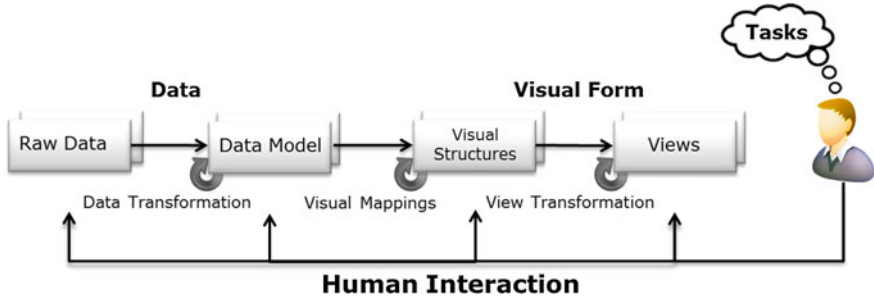 Tasks
Data
Visual Form
Raw Data
Data Model
Visual
Structures
Views
Data Transformation
Visual Mappings
View Transformation
Human Interaction